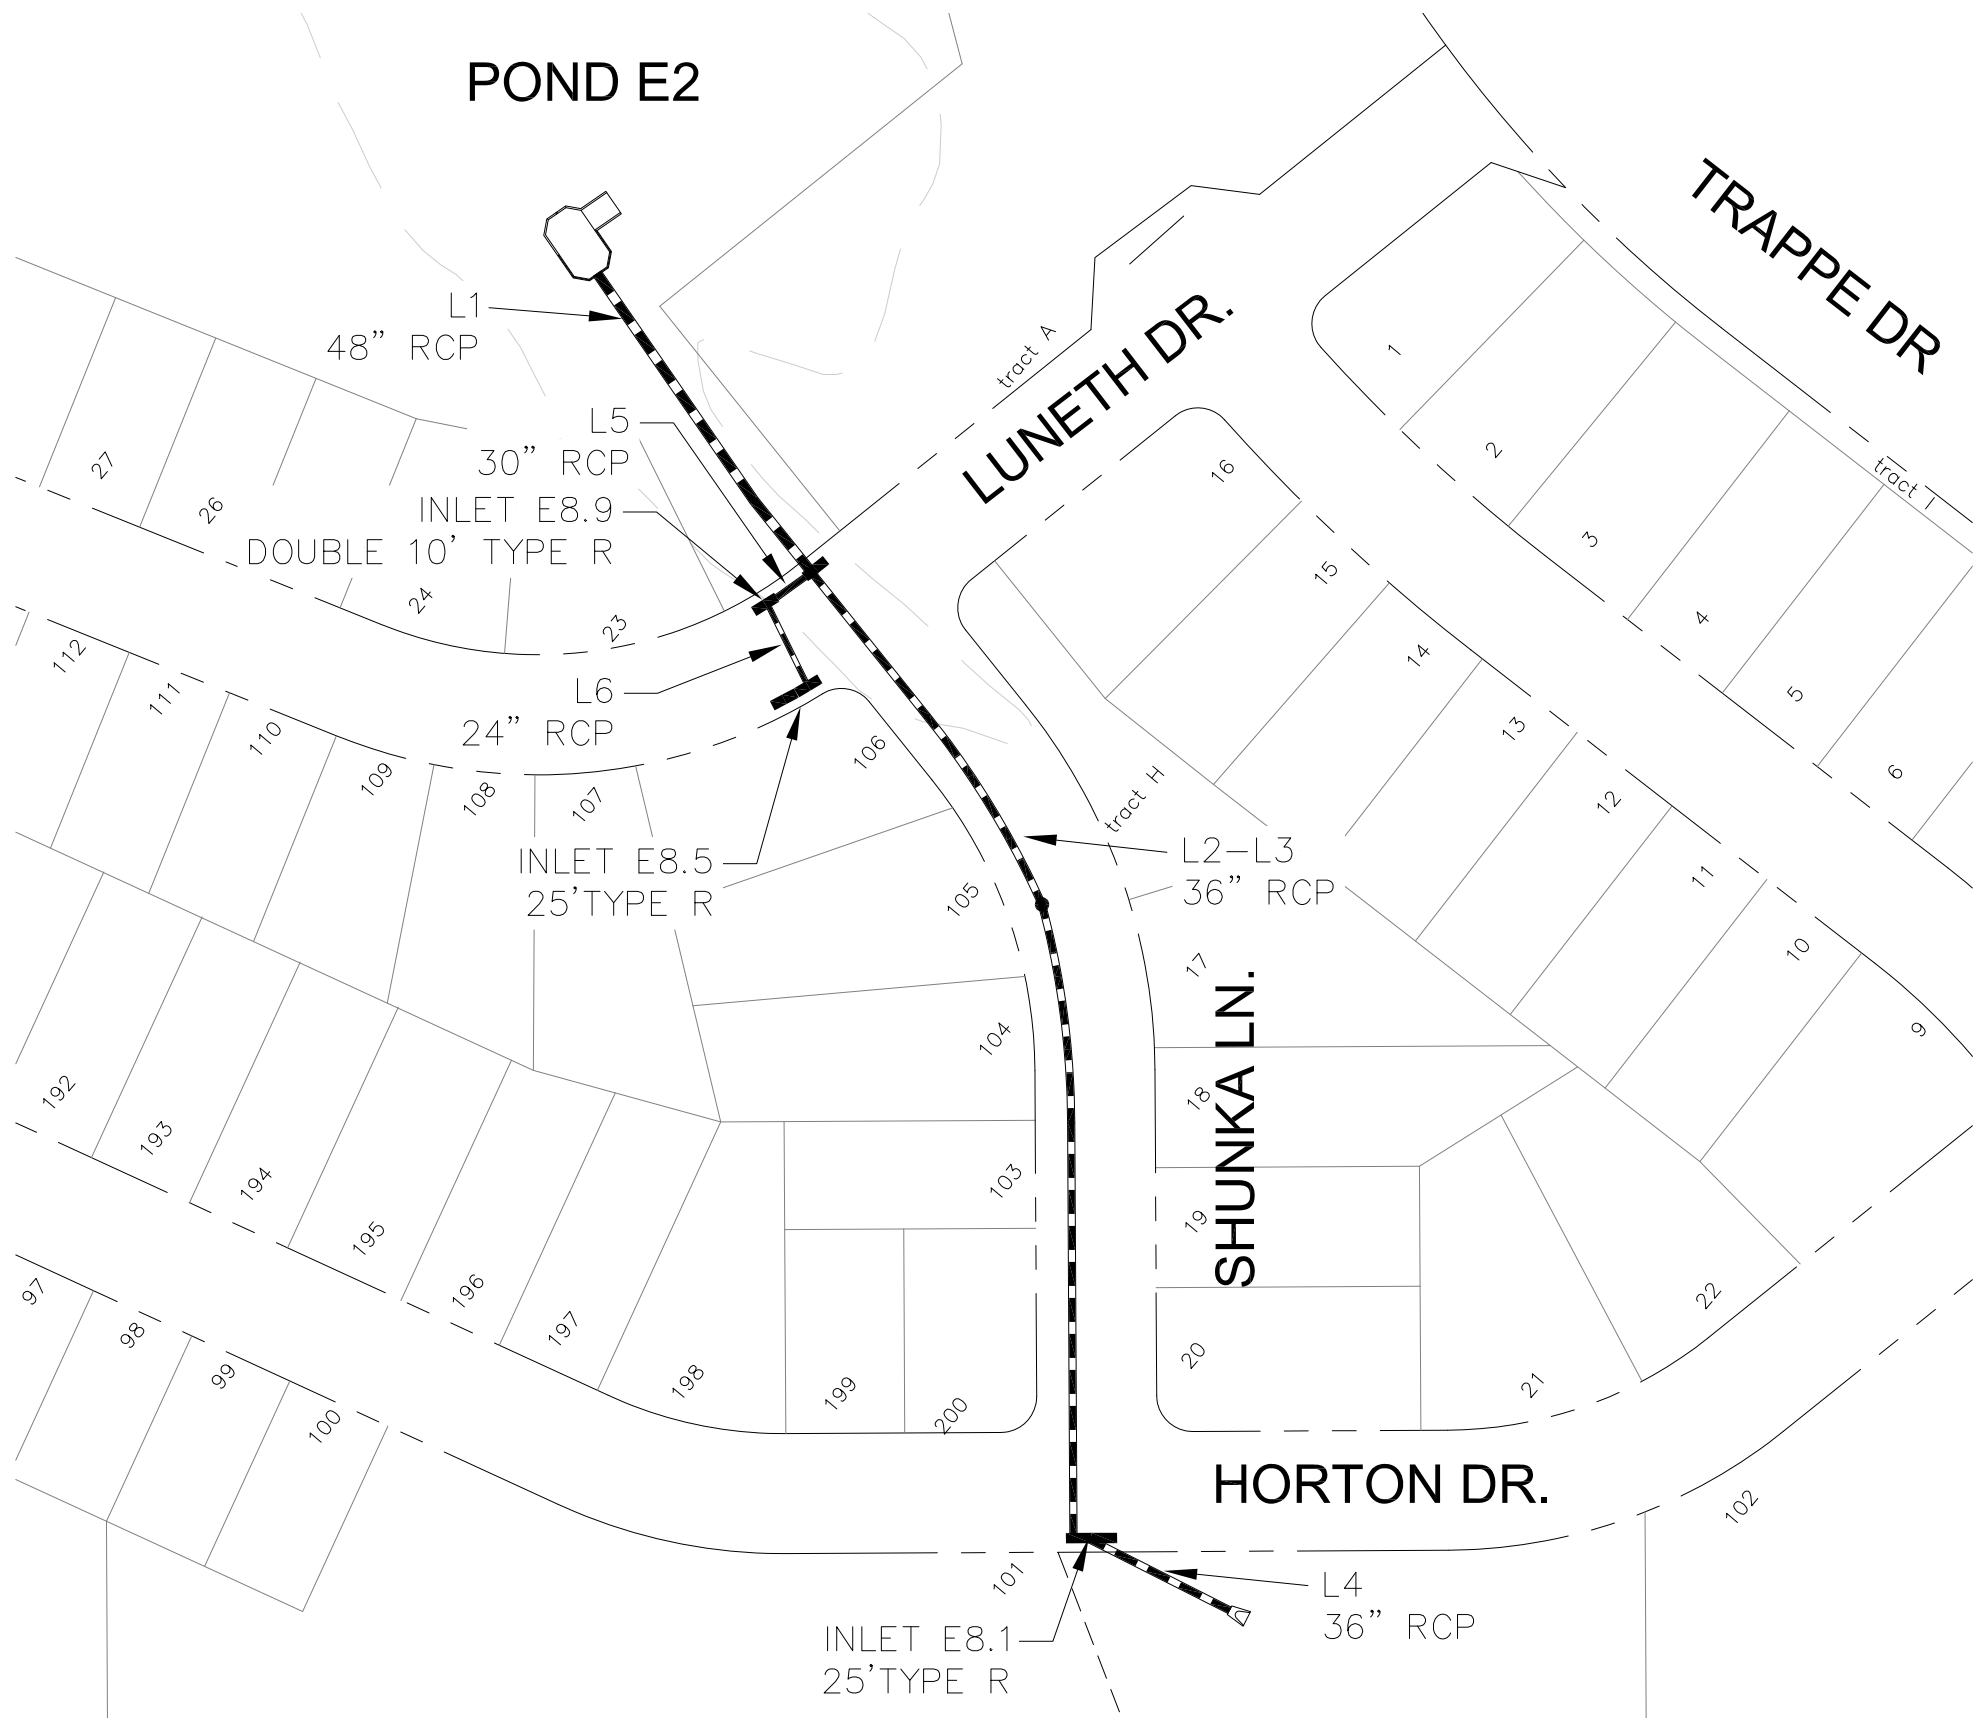 POND E2
TRAPPE DR
L1
48” RCP
tract A
LUNETH DR.
1
L5
30” RCP
27
16
2
tract I
INLET E8.9
DOUBLE 10’ TYPE R
26
3
15
24
23
4
14
112
111
L6
24” RCP
5
13
110
106
109
108
107
6
tract H
12
INLET E8.5
25’TYPE R
L2–L3
36” RCP
11
105
10
17
SHUNKA LN.
9
104
192
18
193
103
194
19
195
97
196
98
197
20
22
99
198
199
21
100
200
HORTON DR.
102
101
L4
36” RCP
INLET E8.1
25’TYPE R